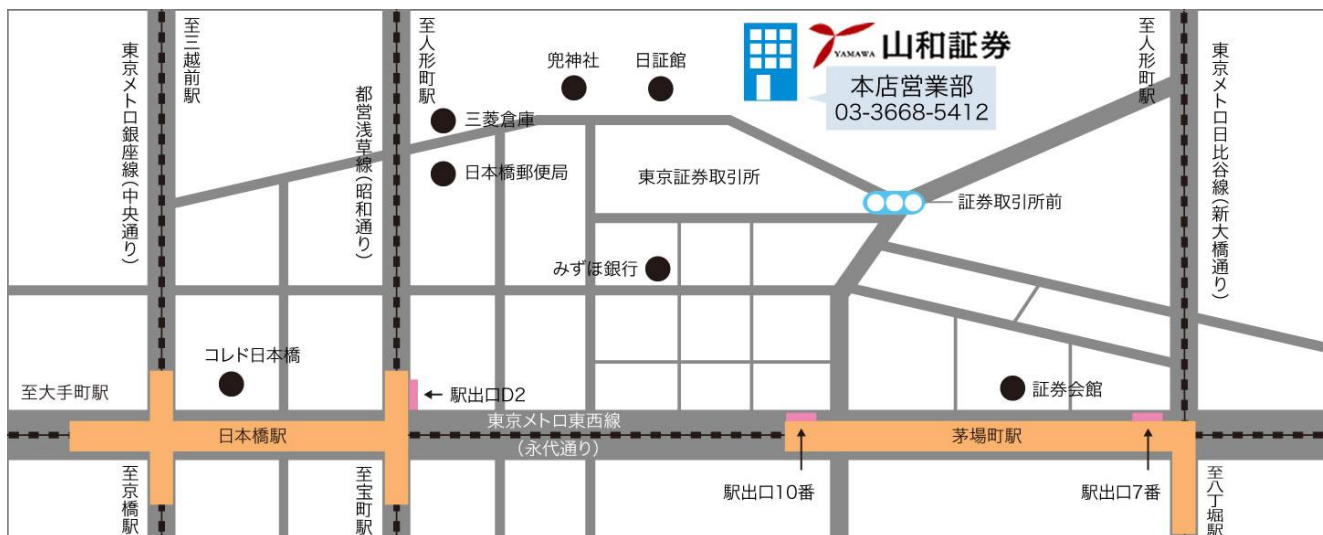 東京メトロ銀座線(中央通り)
至三越前駅
都営浅草線(昭和通り)
至人形町駅
兜神社
日証館
三菱倉庫
日本橋郵便局
YAMAWA 山和証券
本店営業部
03-3668-5412
至人形町駅
東京メトロ日比谷線(新大橋通り)
東京証券取引所
証券取引所前
みずほ銀行
コレド日本橋
至大手町駅
駅出口D2
証券会館
東京メトロ東西線
(永代通り)
日本橋駅
茅場町駅
駅出口10番
駅出口7番
至京橋駅
至宝町駅
至八丁堀駅